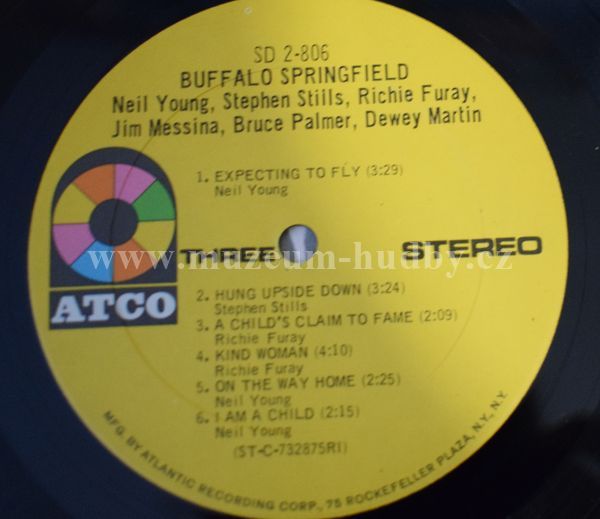 SD 2-806
BUFFALO SPRINGFIELD
Neil Young, Stephen Stills, Richie Furay,
Jim Messina, Bruce Palmer, Dewey Martin
1. EXPECTING TO FLY (3:29)
Neil Young
THREE STEREO
www.muzeum-hudby.cz
ATCO
2. HUNG UPSIDE DOWN (3:24)
Stephen Stills
3. A CHILD'S CLAIM TO FAME (2:09)
Richie Furay
4. KIND WOMAN (4:10)
Richie Furay
5. ON THE WAY HOME (2:25)
Neil Young
6. I AM A CHILD (2:15)
Neil Young
(ST-C-732875RI)
MFG. BY ATLANTIC RECORDING CORP., 75 ROCKEFELLER PLAZA, N.Y., N.Y.